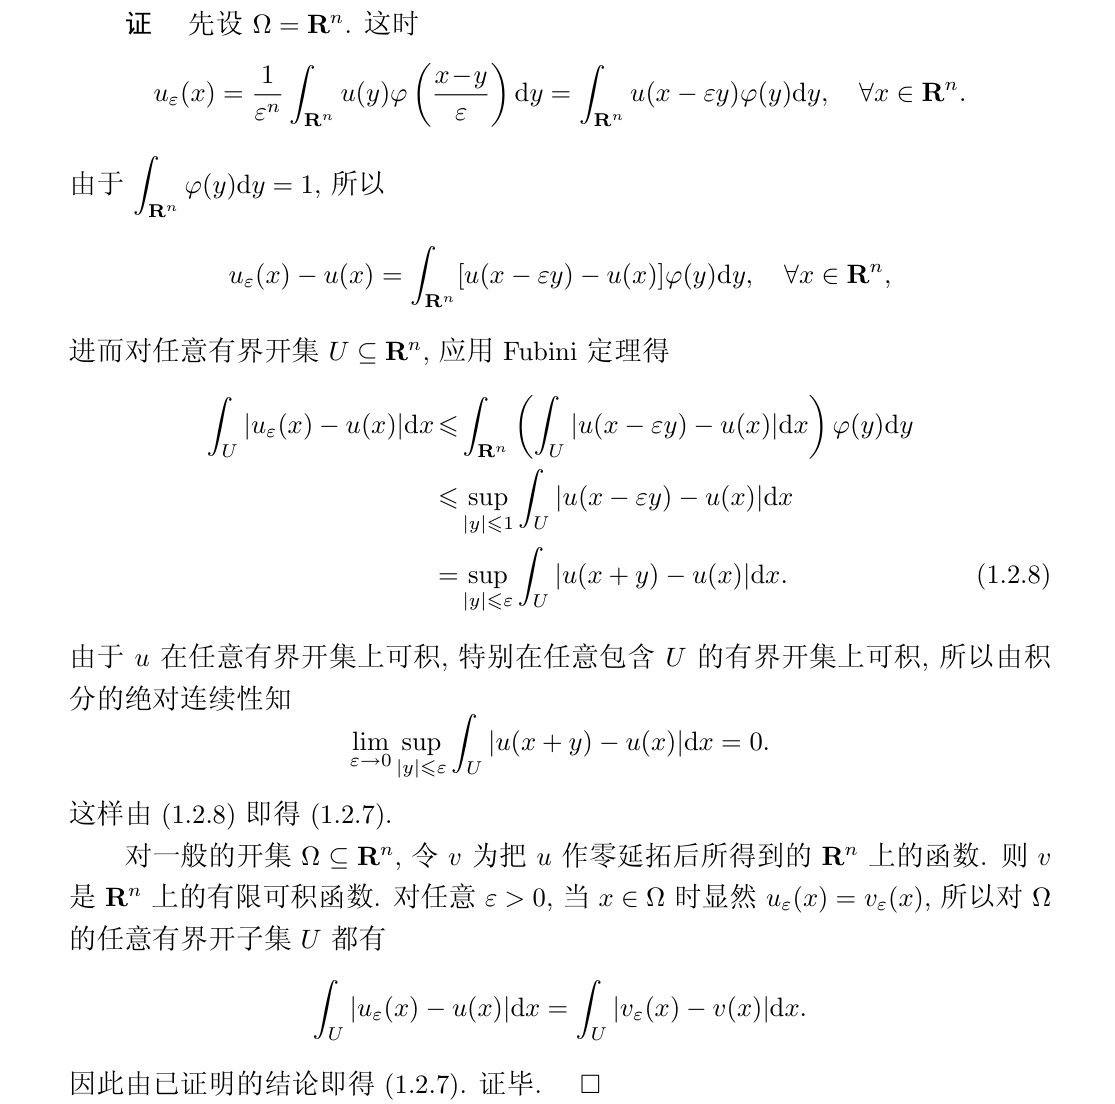 证 先设 Ω = **R**ⁿ. 这时
$u_\varepsilon(x) = \frac{1}{\varepsilon^n} \int_{\mathbf{R}^n} u(y)\varphi\left(\frac{x-y}{\varepsilon}\right) \mathrm{d}y = \int_{\mathbf{R}^n} u(x - \varepsilon y)\varphi(y)\mathrm{d}y, \quad \forall x \in \mathbf{R}^n.$
由于 $\int_{\mathbf{R}^n} \varphi(y)\mathrm{d}y = 1$, 所以
$u_\varepsilon(x) - u(x) = \int_{\mathbf{R}^n} [u(x - \varepsilon y) - u(x)]\varphi(y)\mathrm{d}y, \quad \forall x \in \mathbf{R}^n,$
进而对任意有界开集 $U \subseteq \mathbf{R}^n$, 应用 Fubini 定理得
$\int_U |u_\varepsilon(x) - u(x)|\mathrm{d}x \leqslant \int_{\mathbf{R}^n} \left( \int_U |u(x - \varepsilon y) - u(x)|\mathrm{d}x \right) \varphi(y)\mathrm{d}y$
$\leqslant \sup_{|y|\leqslant 1} \int_U |u(x - \varepsilon y) - u(x)|\mathrm{d}x$
$= \sup_{|y|\leqslant \varepsilon} \int_U |u(x + y) - u(x)|\mathrm{d}x.$ (1.2.8)
由于 $u$ 在任意有界开集上可积, 特别在任意包含 $U$ 的有界开集上可积, 所以由积
分的绝对连续性知
$\lim_{\varepsilon \to 0} \sup_{|y|\leqslant \varepsilon} \int_U |u(x + y) - u(x)|\mathrm{d}x = 0.$
这样由 (1.2.8) 即得 (1.2.7).
对一般的开集 $\Omega \subseteq \mathbf{R}^n$, 令 $v$ 为把 $u$ 作零延拓后所得到的 $\mathbf{R}^n$ 上的函数. 则 $v$
是 $\mathbf{R}^n$ 上的有限可积函数. 对任意 $\varepsilon > 0$, 当 $x \in \Omega$ 时显然 $u_\varepsilon(x) = v_\varepsilon(x)$, 所以对 $\Omega$
的任意有界开子集 $U$ 都有
$\int_U |u_\varepsilon(x) - u(x)|\mathrm{d}x = \int_U |v_\varepsilon(x) - v(x)|\mathrm{d}x.$
因此由已证明的结论即得 (1.2.7). 证毕. □